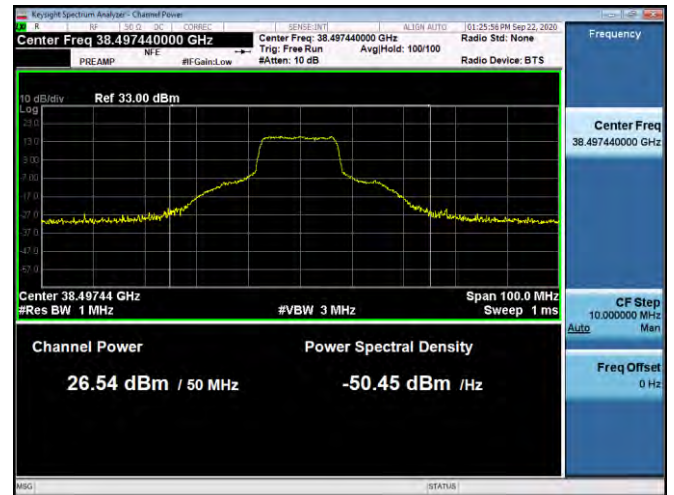 Keysight Spectrum Analyzer - Channel Power
R RF 50 Ω DC CORREC SENSE:INT ALIGN AUTO 01:25:56 PM Sep 22, 2020
Center Freq 38.497440000 GHz Center Freq: 38.497440000 GHz Radio Std: None Frequency
NFE Trig: Free Run Avg|Hold: 100/100
PREAMP #IFGain:Low #Atten: 10 dB Radio Device: BTS
10 dB/div Ref 33.00 dBm
Log
23.0
13.0
3.00
-7.00
-17.0
-27.0
-37.0
-47.0
-57.0
Center Freq
38.497440000 GHz
Center 38.49744 GHz Span 100.0 MHz
#Res BW 1 MHz #VBW 3 MHz Sweep 1 ms
CF Step
10.000000 MHz
Auto Man
Channel Power Power Spectral Density
26.54 dBm / 50 MHz -50.45 dBm /Hz
Freq Offset
0 Hz
MSG STATUS